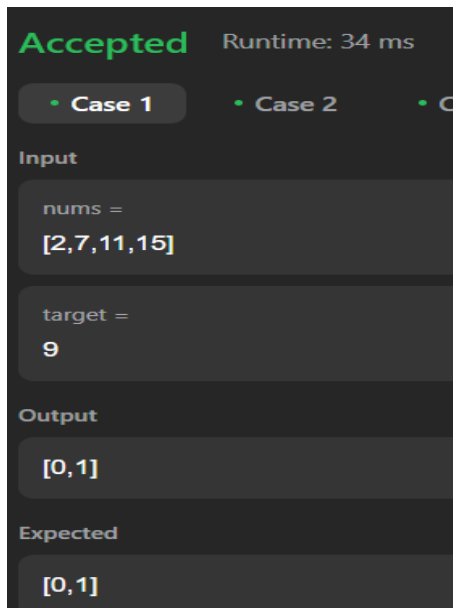 Accepted Runtime: 34 ms
• Case 1 • Case 2 • C
Input
nums =
[2,7,11,15]
target =
9
Output
[0,1]
Expected
[0,1]